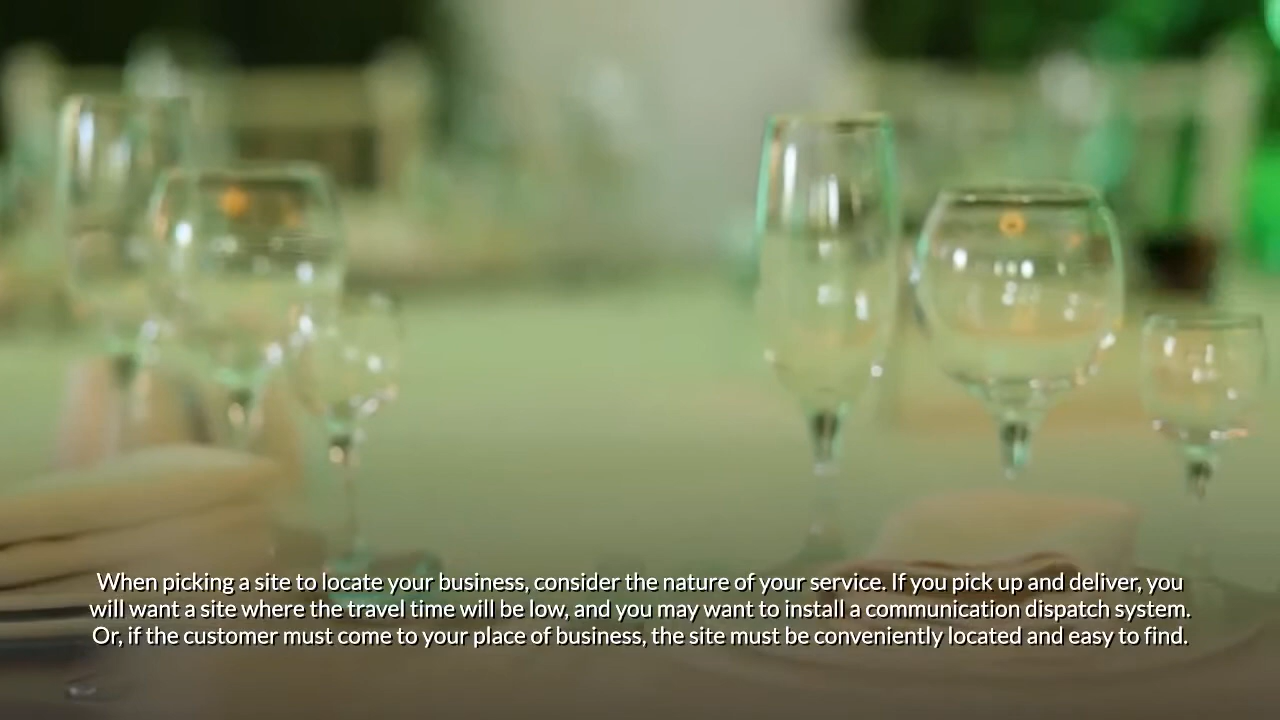 When picking a site to locate your business, consider the nature of your service. If you pick up and deliver, you
will want a site where the travel time will be low, and you may want to install a communication dispatch system.
Or, if the customer must come to your place of business, the site must be conveniently located and easy to find.